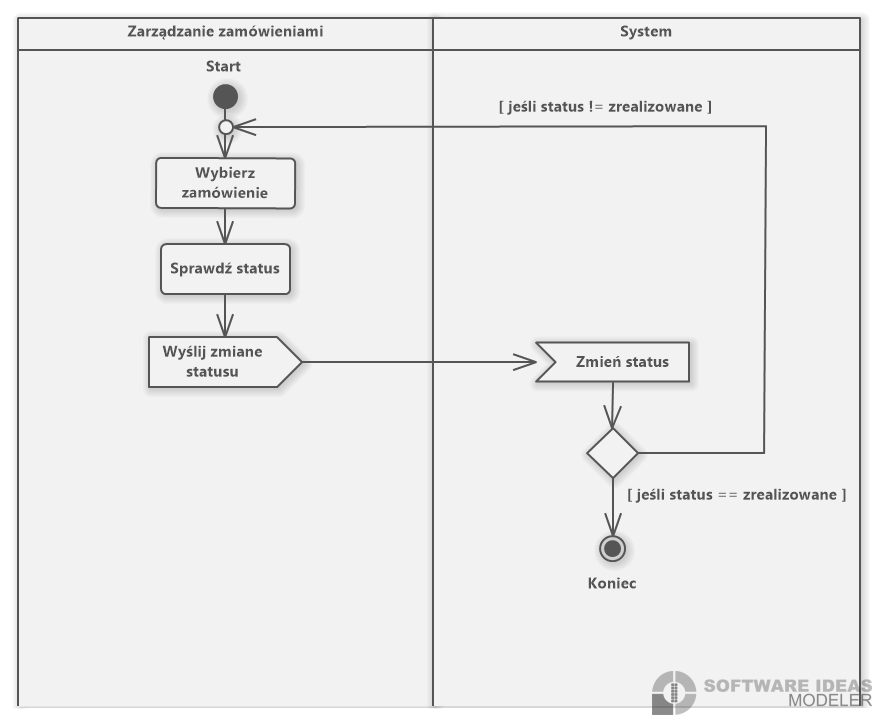 Zarządzanie zamówieniami
System
Start
[ jeśli status != zrealizowane ]
Wybierz
zamówienie
Sprawdź status
Wyślij zmiane
statusu
Zmień status
[ jeśli status == zrealizowane ]
Koniec
SOFTWARE IDEAS
MODELER